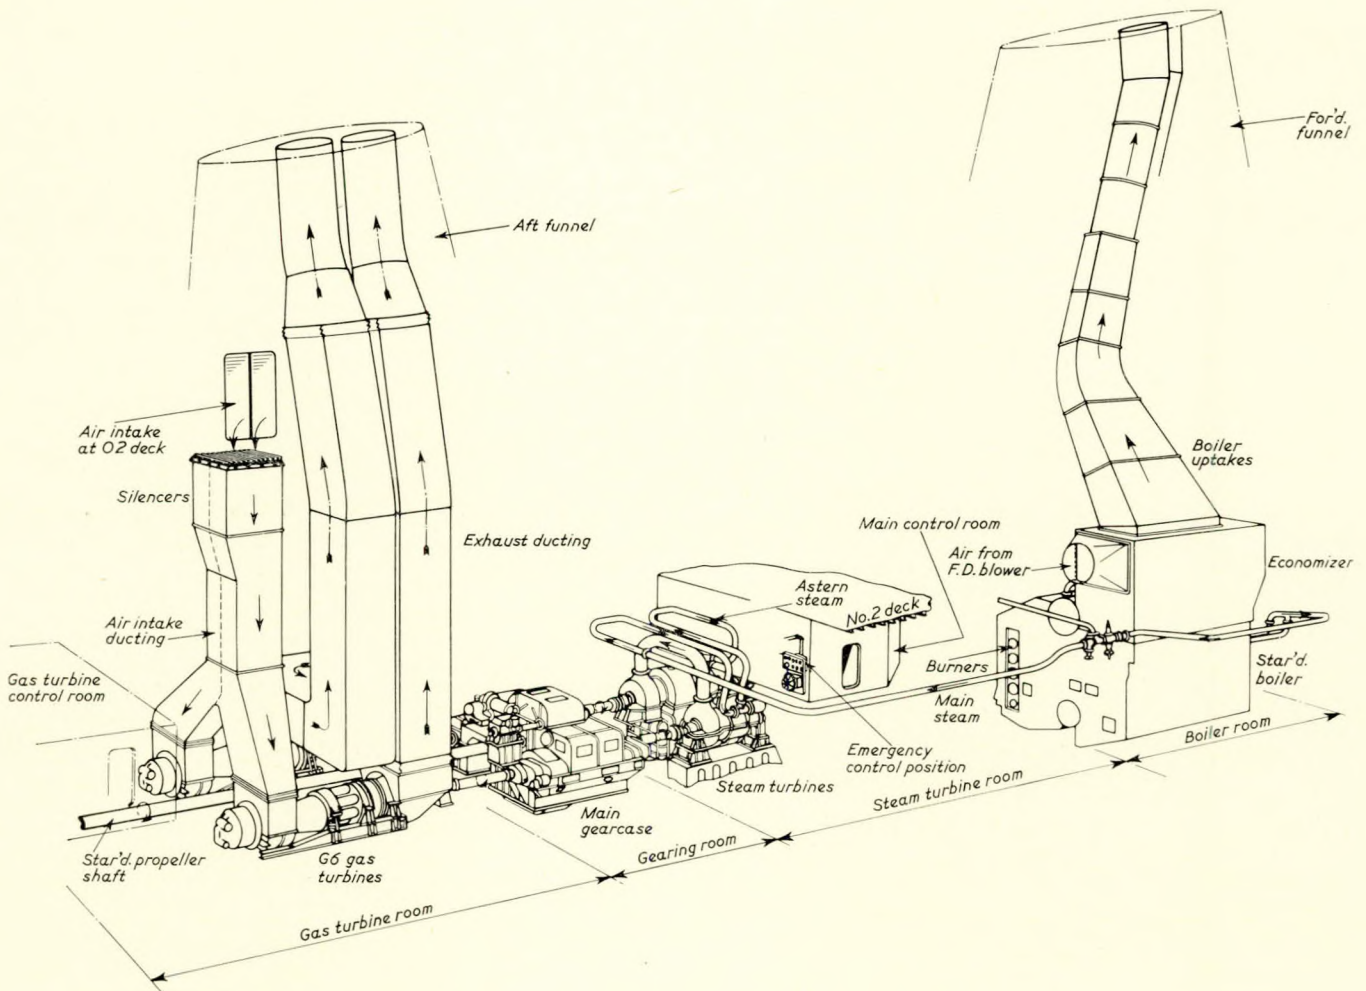 For'd.
funnel
Aft funnel
Air intake
at O2 deck
Silencers
Boiler
uptakes
Exhaust ducting
Main control room
Air from
F.D. blower
Economizer
Astern
steam
No.2 deck
Air intake
ducting
Burners
Star'd.
boiler
Gas turbine
control room
Main
steam
Boiler room
Emergency
control position
Steam turbines
Steam turbine room
Main
gearcase
Gearing room
Star'd. propeller
shaft
G6 gas
turbines
Gas turbine room